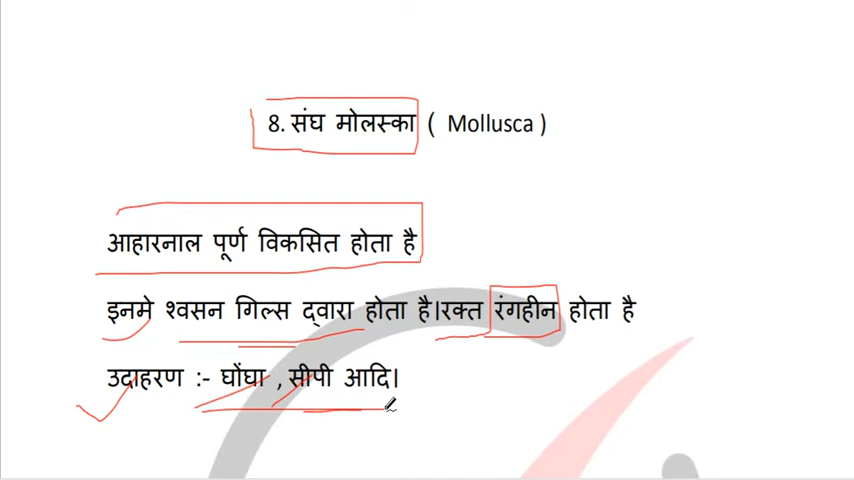 8. संघ मोलस्का ( Mollusca )
आहारनाल पूर्ण विकसित होता है
इनमे श्वसन गिल्स द्वारा होता है।रक्त रंगहीन होता है
उदाहरण :- घोंघा , सीपी आदि।